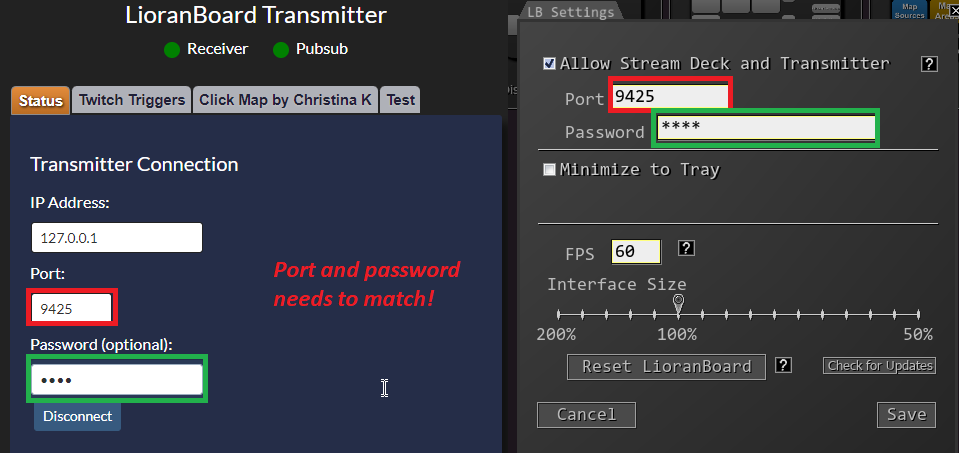 LioranBoard Transmitter
Receiver Pubsub
Status Twitch Triggers Click Map by Christina K Test
Transmitter Connection
IP Address:
127.0.0.1
Port:
9425
Password (optional):
••••
Disconnect
Port and password
needs to match!
LB Settings
Map
Sources
Map
Allow Stream Deck and Transmitter ?
Port 9425
Password ****
Minimize to Tray
FPS 60 ?
Interface Size
200% 100% 50%
Reset LioranBoard ? Check for Updates
Cancel Save